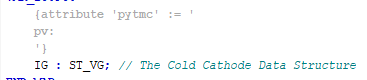 {attribute 'pytmc' := '
pv:
'}
IG : ST_VG; // The Cold Cathode Data Structure